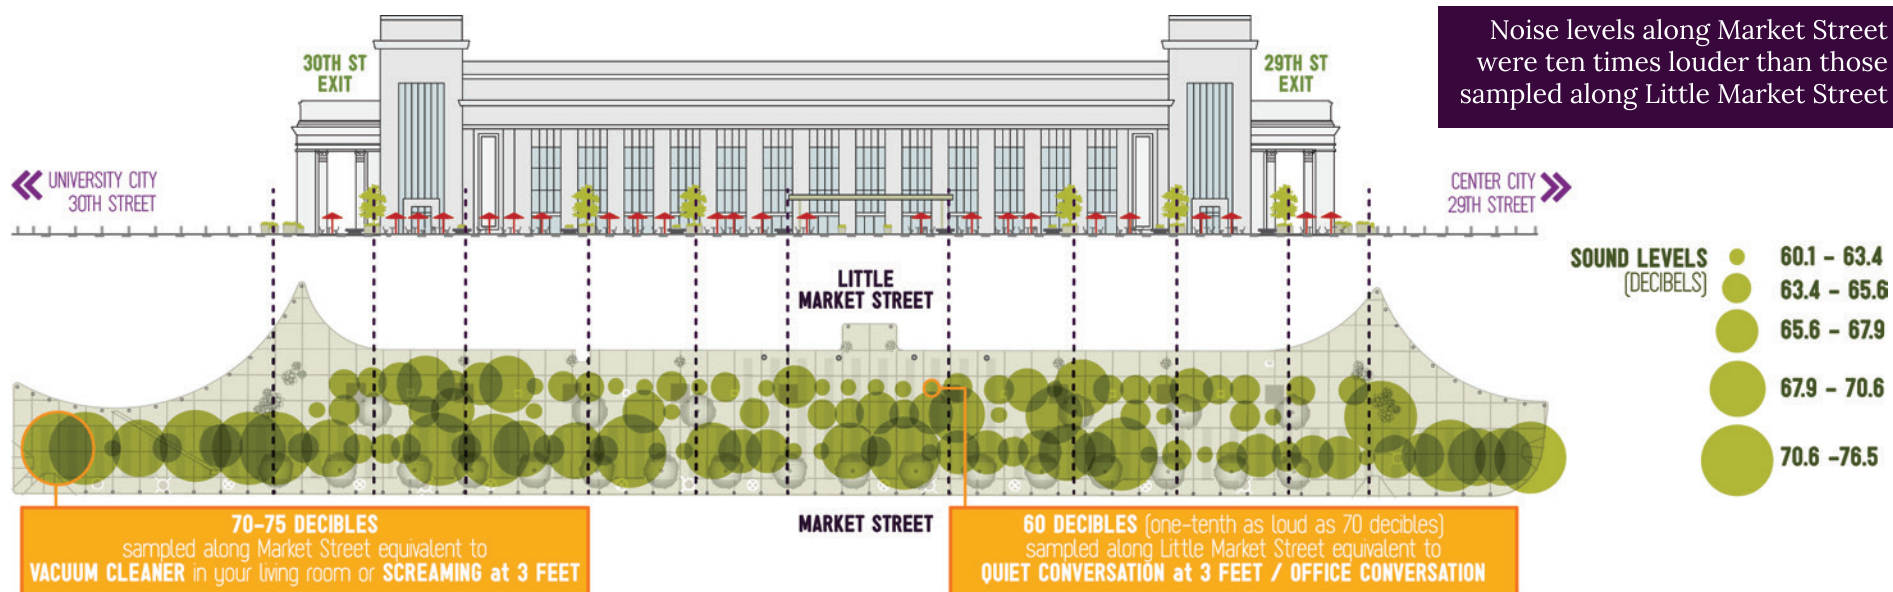 Noise levels along Market Street
were ten times louder than those
sampled along Little Market Street
30TH ST
EXIT
29TH ST
EXIT
UNIVERSITY CITY
30TH STREET
CENTER CITY
29TH STREET
SOUND LEVELS
(DECIBELS)
60.1 - 63.4
63.4 - 65.6
65.6 - 67.9
67.9 - 70.6
70.6 -76.5
LITTLE
MARKET STREET
MARKET STREET
70-75 DECIBLES
sampled along Market Street equivalent to
VACUUM CLEANER in your living room or SCREAMING at 3 FEET
60 DECIBLES (one-tenth as loud as 70 decibles)
sampled along Little Market Street equivalent to
QUIET CONVERSATION at 3 FEET / OFFICE CONVERSATION